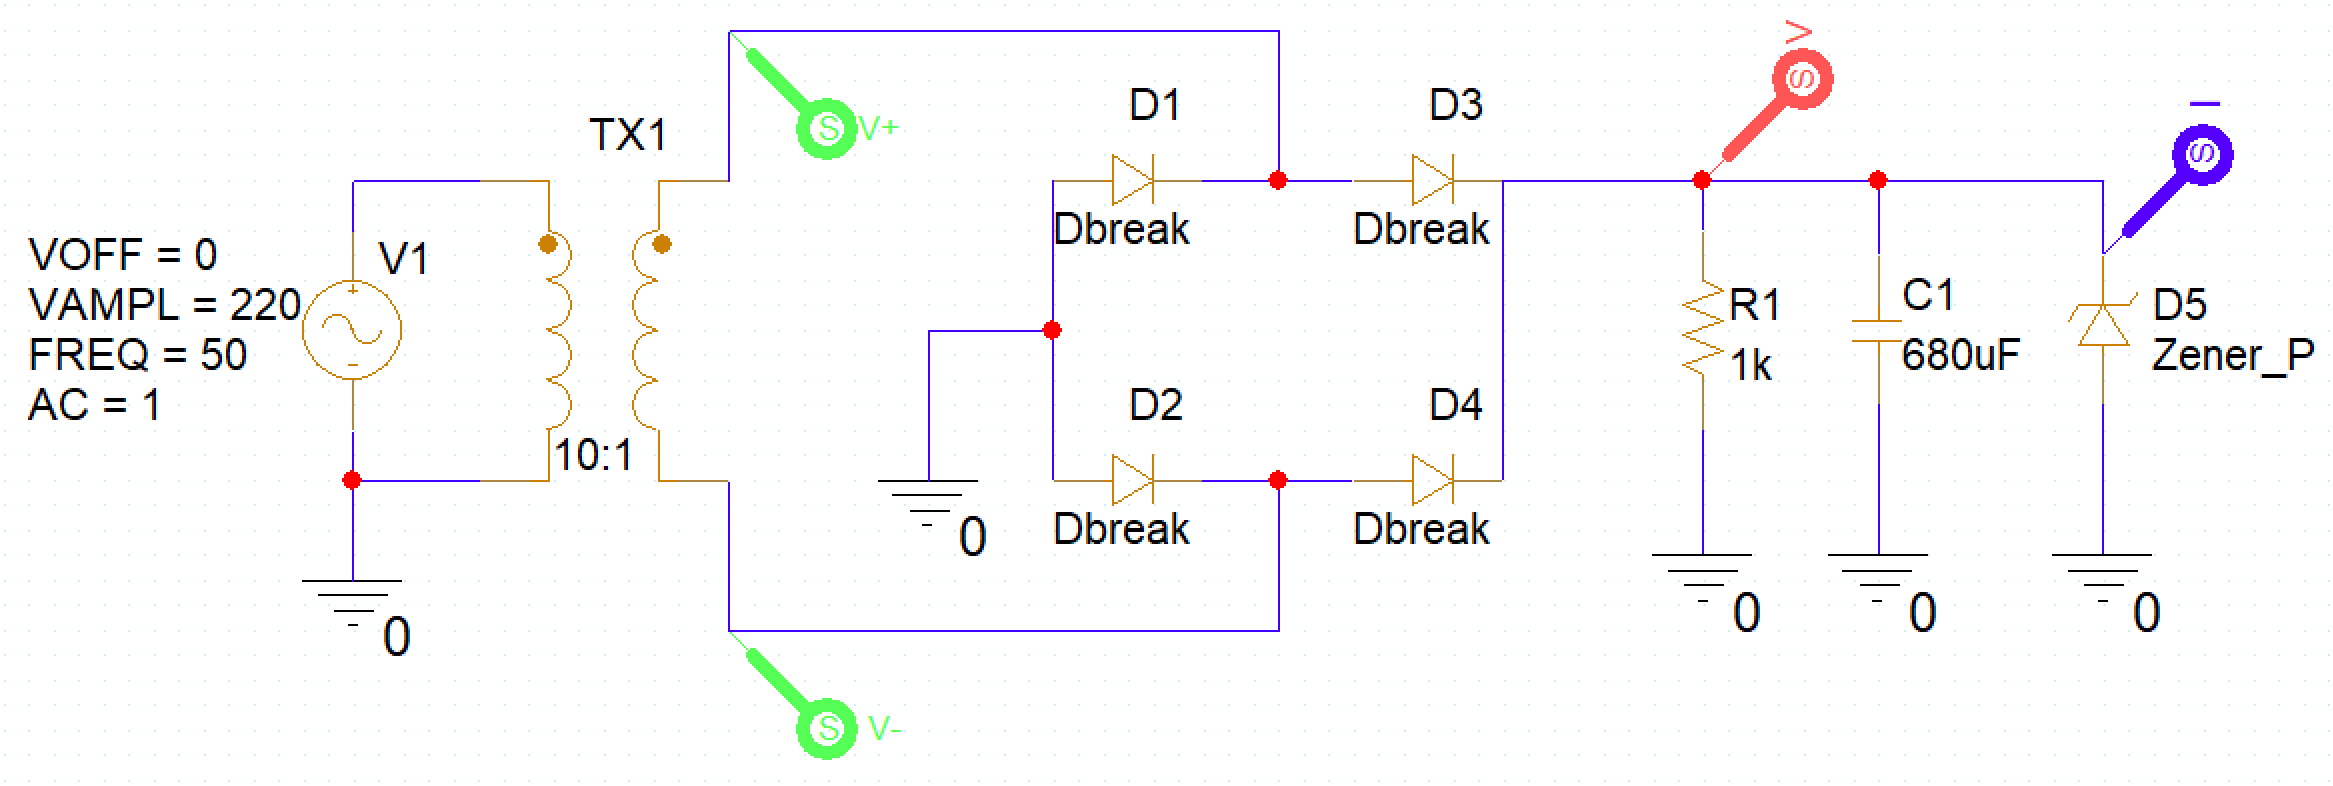 VOFF = 0
VAMPL = 220
FREQ = 50
AC = 1
V1
0
TX1
10:1
S V+
S V-
D1
Dbreak
D3
Dbreak
D2
Dbreak
D4
Dbreak
0
V
S
R1
1k
0
C1
680uF
0
I
S
D5
Zener_P
0